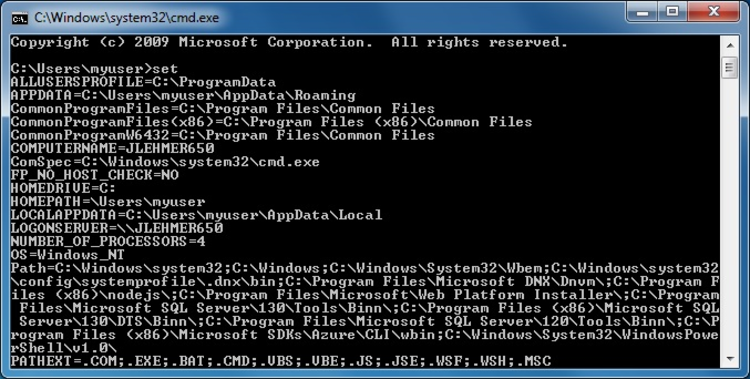 C:\Windows\system32\cmd.exe
Copyright (c) 2009 Microsoft Corporation.  All rights reserved.
C:\Users\myuser>set
ALLUSERSPROFILE=C:\ProgramData
APPDATA=C:\Users\myuser\AppData\Roaming
CommonProgramFiles=C:\Program Files\Common Files
CommonProgramFiles(x86)=C:\Program Files (x86)\Common Files
CommonProgramW6432=C:\Program Files\Common Files
COMPUTERNAME=JLEHMER650
ComSpec=C:\Windows\system32\cmd.exe
FP_NO_HOST_CHECK=NO
HOMEDRIVE=C:
HOMEPATH=\Users\myuser
LOCALAPPDATA=C:\Users\myuser\AppData\Local
LOGONSERVER=\\JLEHMER650
NUMBER_OF_PROCESSORS=4
OS=Windows_NT
Path=C:\Windows\system32;C:\Windows;C:\Windows\System32\Wbem;C:\Windows\system32
\config\systemprofile\.dnx\bin;C:\Program Files\Microsoft DNX\Dnvm\;C:\Program F
iles (x86)\nodejs\;C:\Program Files\Microsoft\Web Platform Installer\;C:\Program
 Files\Microsoft SQL Server\130\Tools\Binn\;C:\Program Files (x86)\Microsoft SQL
 Server\130\DTS\Binn\;C:\Program Files\Microsoft SQL Server\120\Tools\Binn\;C:\P
rogram Files (x86)\Microsoft SDKs\Azure\CLI\wbin;C:\Windows\System32\WindowsPowe
rShell\v1.0\
PATHEXT=.COM;.EXE;.BAT;.CMD;.VBS;.VBE;.JS;.JSE;.WSF;.WSH;.MSC